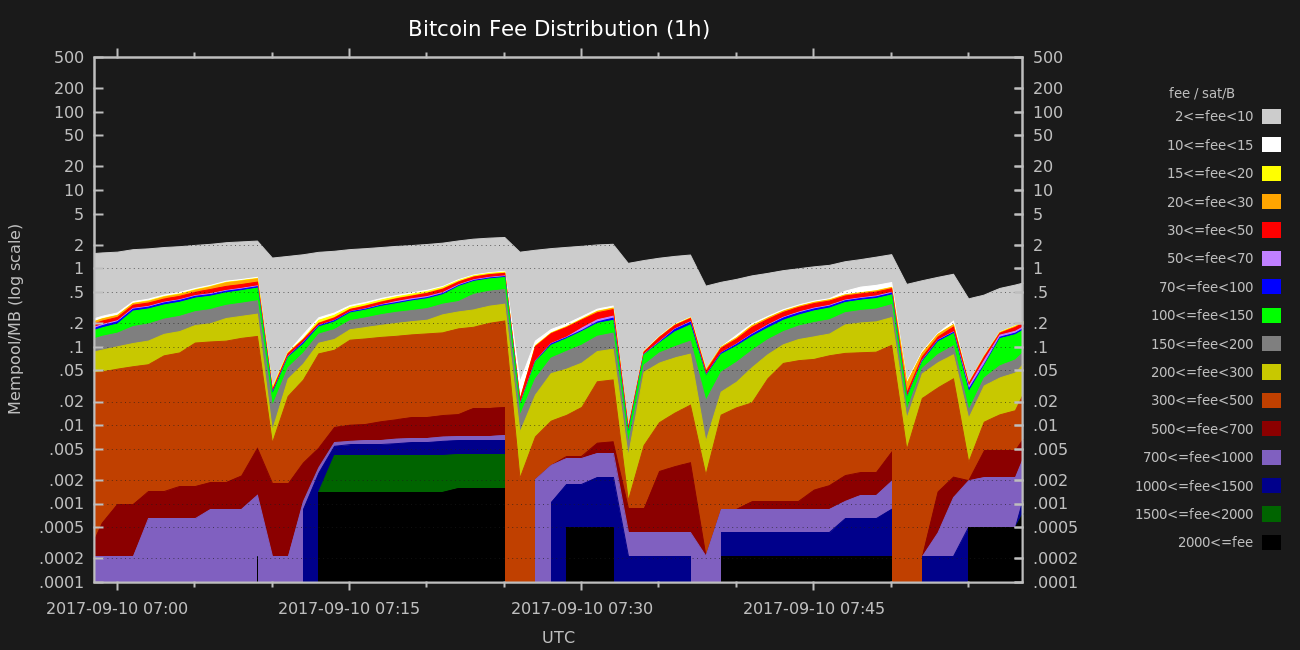 Bitcoin Fee Distribution (1h)
Mempool/MB (log scale)
500
200
100
50
20
10
5
2
1
.5
.2
.1
.05
.02
.01
.005
.002
.001
.0005
.0002
.0001
500
200
100
50
20
10
5
2
1
.5
.2
.1
.05
.02
.01
.005
.002
.001
.0005
.0002
.0001
2017-09-10 07:00
2017-09-10 07:15
2017-09-10 07:30
2017-09-10 07:45
UTC
fee / sat/B
2<=fee<10
10<=fee<15
15<=fee<20
20<=fee<30
30<=fee<50
50<=fee<70
70<=fee<100
100<=fee<150
150<=fee<200
200<=fee<300
300<=fee<500
500<=fee<700
700<=fee<1000
1000<=fee<1500
1500<=fee<2000
2000<=fee